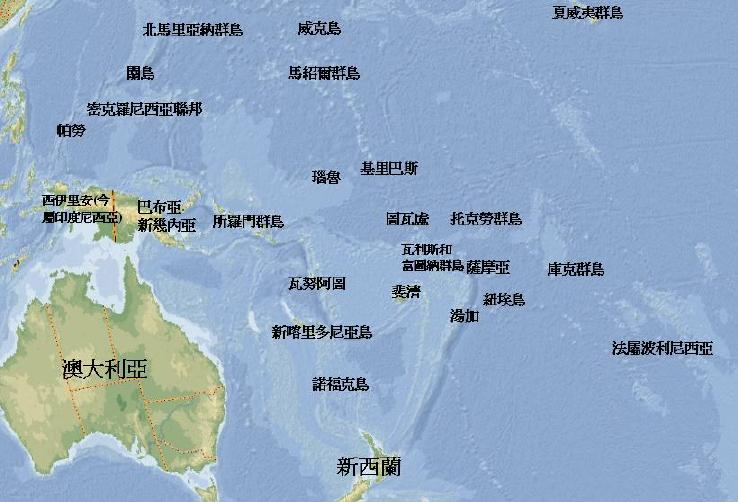 夏威夷群島
北馬里亞納群島
威克島
關島
馬紹爾群島
密克羅尼西亞聯邦
帕勞
基里巴斯
瑙魯
西伊里安(今
屬印度尼西亞)
巴布亞
新幾內亞
所羅門群島
圖瓦盧
托克勞群島
瓦利斯和
富圖納群島
薩摩亞
庫克群島
瓦努阿圖
斐濟
紐埃島
湯加
新喀里多尼亞島
法屬波利尼西亞
澳大利亞
諾福克島
新西蘭